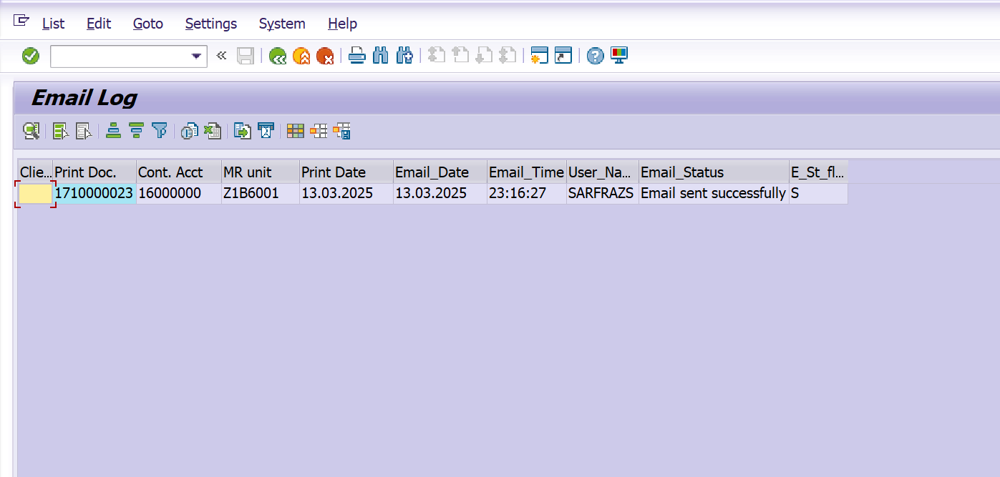 List Edit Goto Settings System Help
Email Log
Clie... Print Doc. Cont. Acct MR unit Print Date Email_Date Email_Time User_Na... Email_Status E_St_fl...
1710000023 16000000 Z1B6001 13.03.2025 13.03.2025 23:16:27 SARFRAZS Email sent successfully S